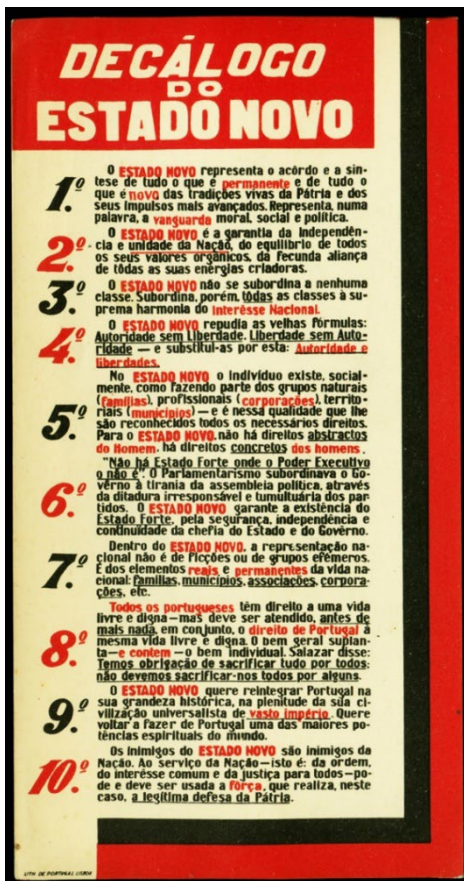 DECÁLOGO
DO
ESTADO NOVO
1.º
O ESTADO NOVO representa o acôrdo e a sín-
tese de tudo o que é permanente e de tudo o
que é novo das tradições vivas da Pátria e dos
seus impulsos mais avançados. Representa, numa
palavra, a vanguarda moral, social e política.
2.º
O ESTADO NOVO é a garantia da Independên-
cia e unidade da Nação, do equilíbrio de todos
os seus valores orgânicos, da fecunda aliança
de tôdas as suas energias criadoras.
3.º
O ESTADO NOVO não se subordina a nenhuma
classe. Subordina, porém, tôdas as classes à su-
prema harmonia do Interêsse Nacional.
4.º
O ESTADO NOVO repudia as velhas fórmulas:
Autoridade sem Liberdade, Liberdade sem Auto-
ridade — e substitui-as por esta: Autoridade e
liberdades.
5.º
No ESTADO NOVO o indivíduo existe, social-
mente, como fazendo parte dos grupos naturais
(famílias), profissionais (corporações), territo-
riais (municípios) — e é nessa qualidade que lhe
são reconhecidos todos os necessários direitos.
Para o ESTADO NOVO, não há direitos abstractos
do Homem, há direitos concretos dos homens.
6.º
"Não há Estado Forte onde o Poder Executivo
o não é". O Parlamentarismo subordinava o Go-
vêrno à tirania da assembleia política, através
da ditadura irresponsável e tumultuária dos par-
tidos. O ESTADO NOVO garante a existência do
Estado Forte, pela segurança, independência e
continuïdade da chefia do Estado e do Govêrno.
7.º
Dentro do ESTADO NOVO, a representação na-
cional não é de ficções ou de grupos efémeros.
É dos elementos reais e permanentes da vida na-
cional: famílias, municípios, associações, corpora-
ções, etc.
8.º
Todos os portugueses têm direito a uma vida
livre e digna—mas deve ser atendido, antes de
mais nada, em conjunto, o direito de Portugal à
mesma vida livre e digna. O bem geral suplan-
ta—e contem—o bem individual. Salazar disse:
Temos obrigação de sacrificar tudo por todos:
não devemos sacrificar-nos todos por alguns.
9.º
O ESTADO NOVO quere reintegrar Portugal na
sua grandeza histórica, na plenitude da sua ci-
vilização universalista de vasto império. Quere
voltar a fazer de Portugal uma das maiores po-
tências espirituais do mundo.
10.º
Os inimigos do ESTADO NOVO são inimigos da
Nação. Ao serviço da Nação—isto é: da ordem,
do interêsse comum e da justiça para todos—po-
de e deve ser usada a fôrça, que realiza, neste
caso, a legítima defesa da Pátria.
LITH DE PORTUGAL LISBOA